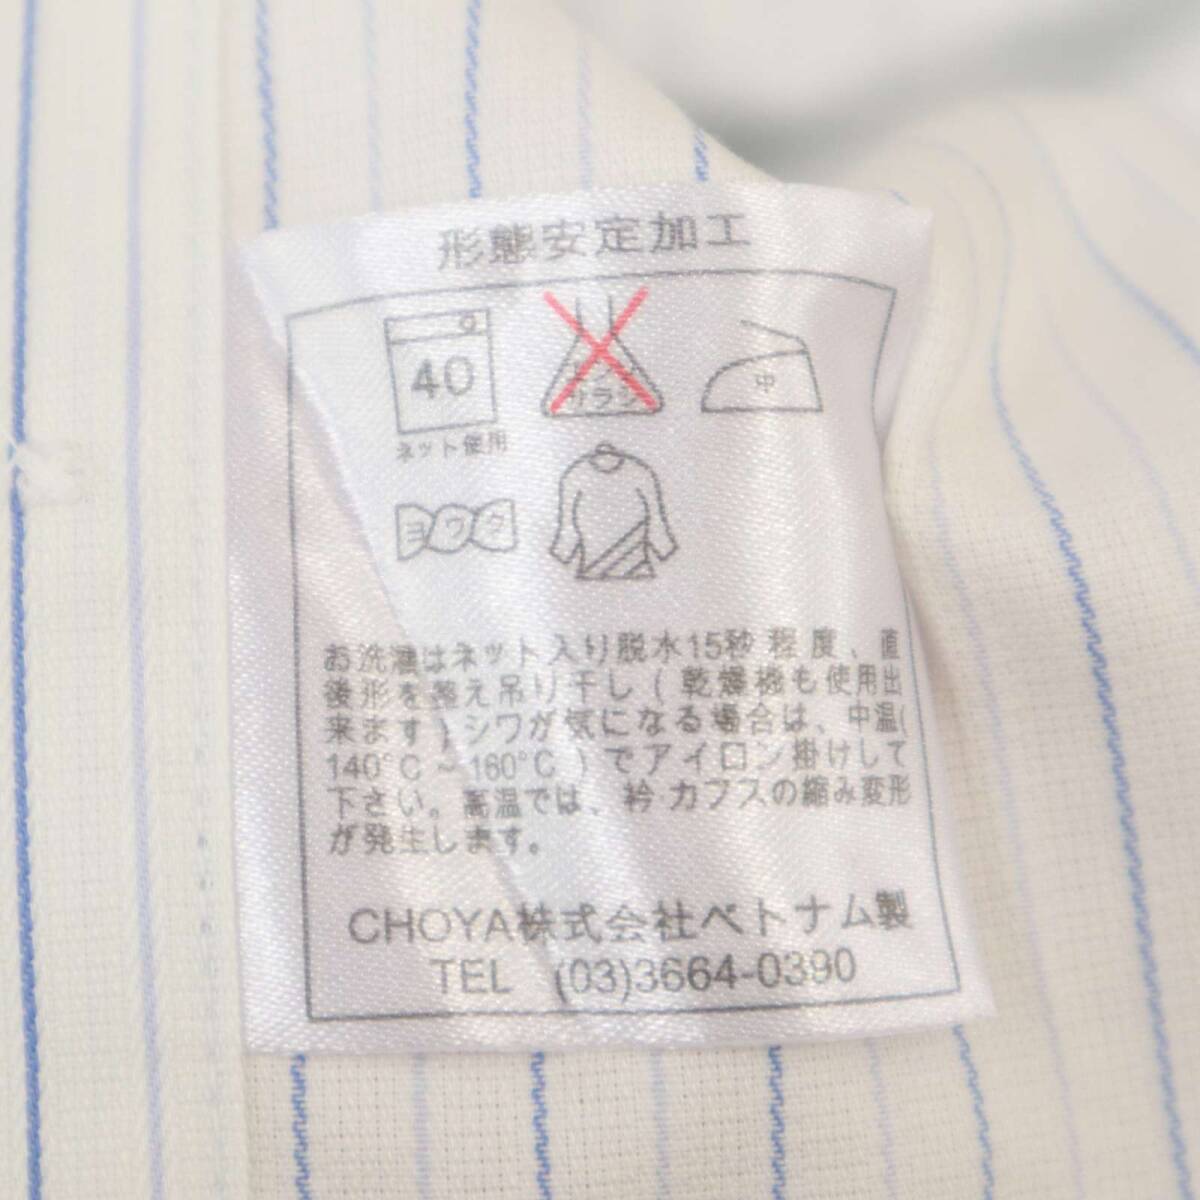 形態安定加工
40
エンソ
サラシ
中
ネット使用
ヨワク
お洗濯はネット入り脱水15秒程度、直
後形を整え吊り干し(乾燥機も使用出
来ます)シワが気になる場合は、中温(
140°C~160°C)でアイロン掛けして
下さい。高温では、衿・カフスの縮み変形
が発生します。
CHOYA株式会社ベトナム製
TEL (03)3664-0390